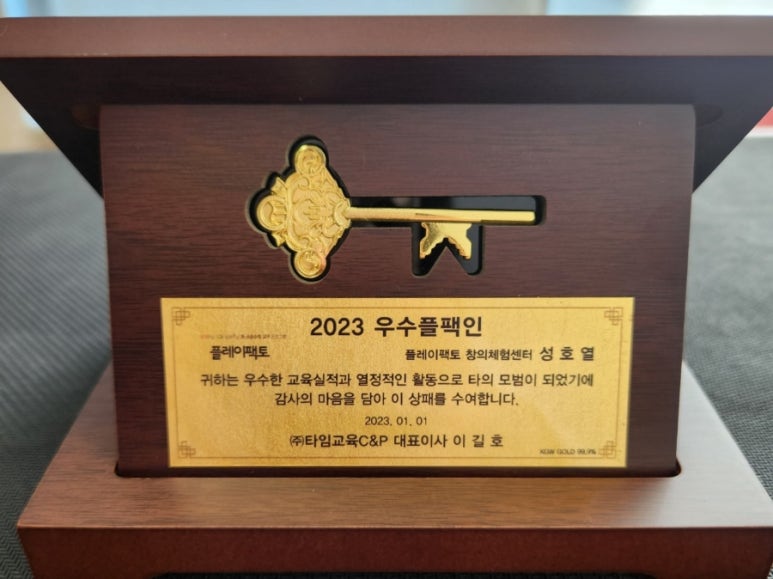 2023 우수플팩인
플레이팩토
플레이팩토 창의체험센터 성호열
귀하는 우수한 교육실적과 열정적인 활동으로 타의 모범이 되었기에
감사의 마음을 담아 이 상패를 수여합니다.
2023. 01. 01
㈜타임교육C&P 대표이사 이길호
KGW GOLD 99.9%